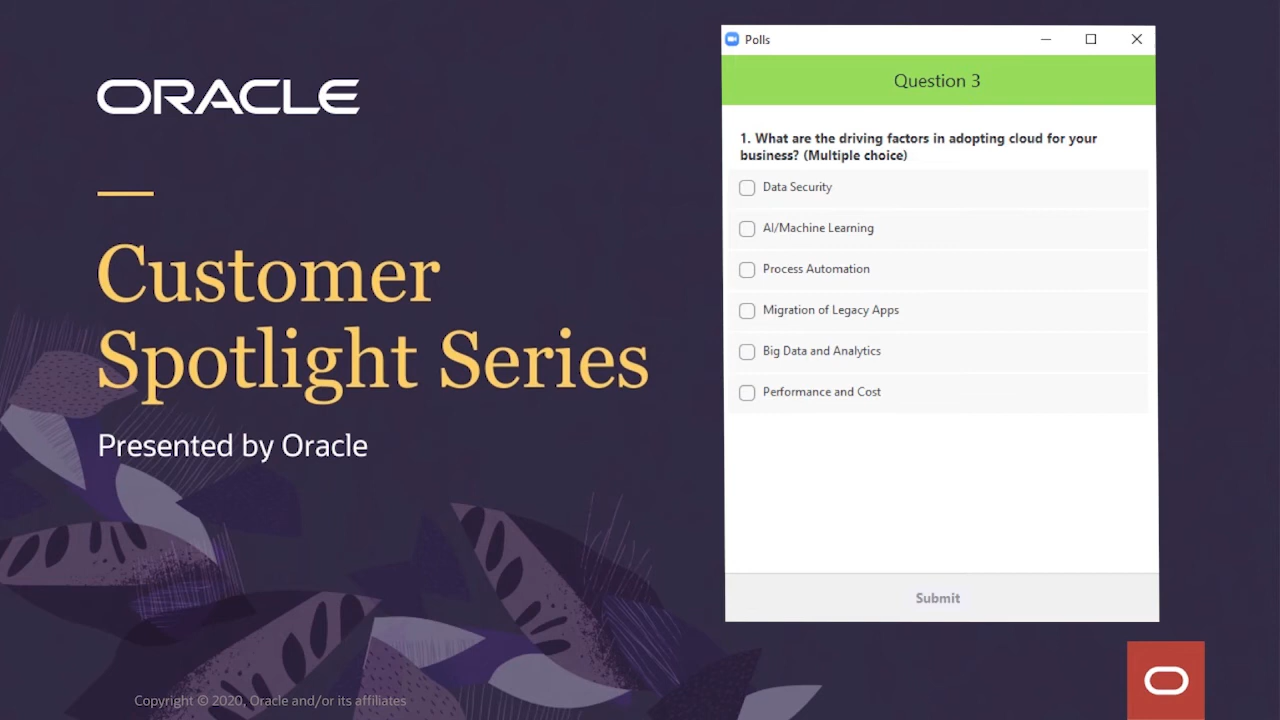 ORACLE
Customer
Spotlight Series
Presented by Oracle
Copyright © 2020, Oracle and/or its affiliates
Polls
Question 3
1. What are the driving factors in adopting cloud for your
business? (Multiple choice)
Data Security
AI/Machine Learning
Process Automation
Migration of Legacy Apps
Big Data and Analytics
Performance and Cost
Submit